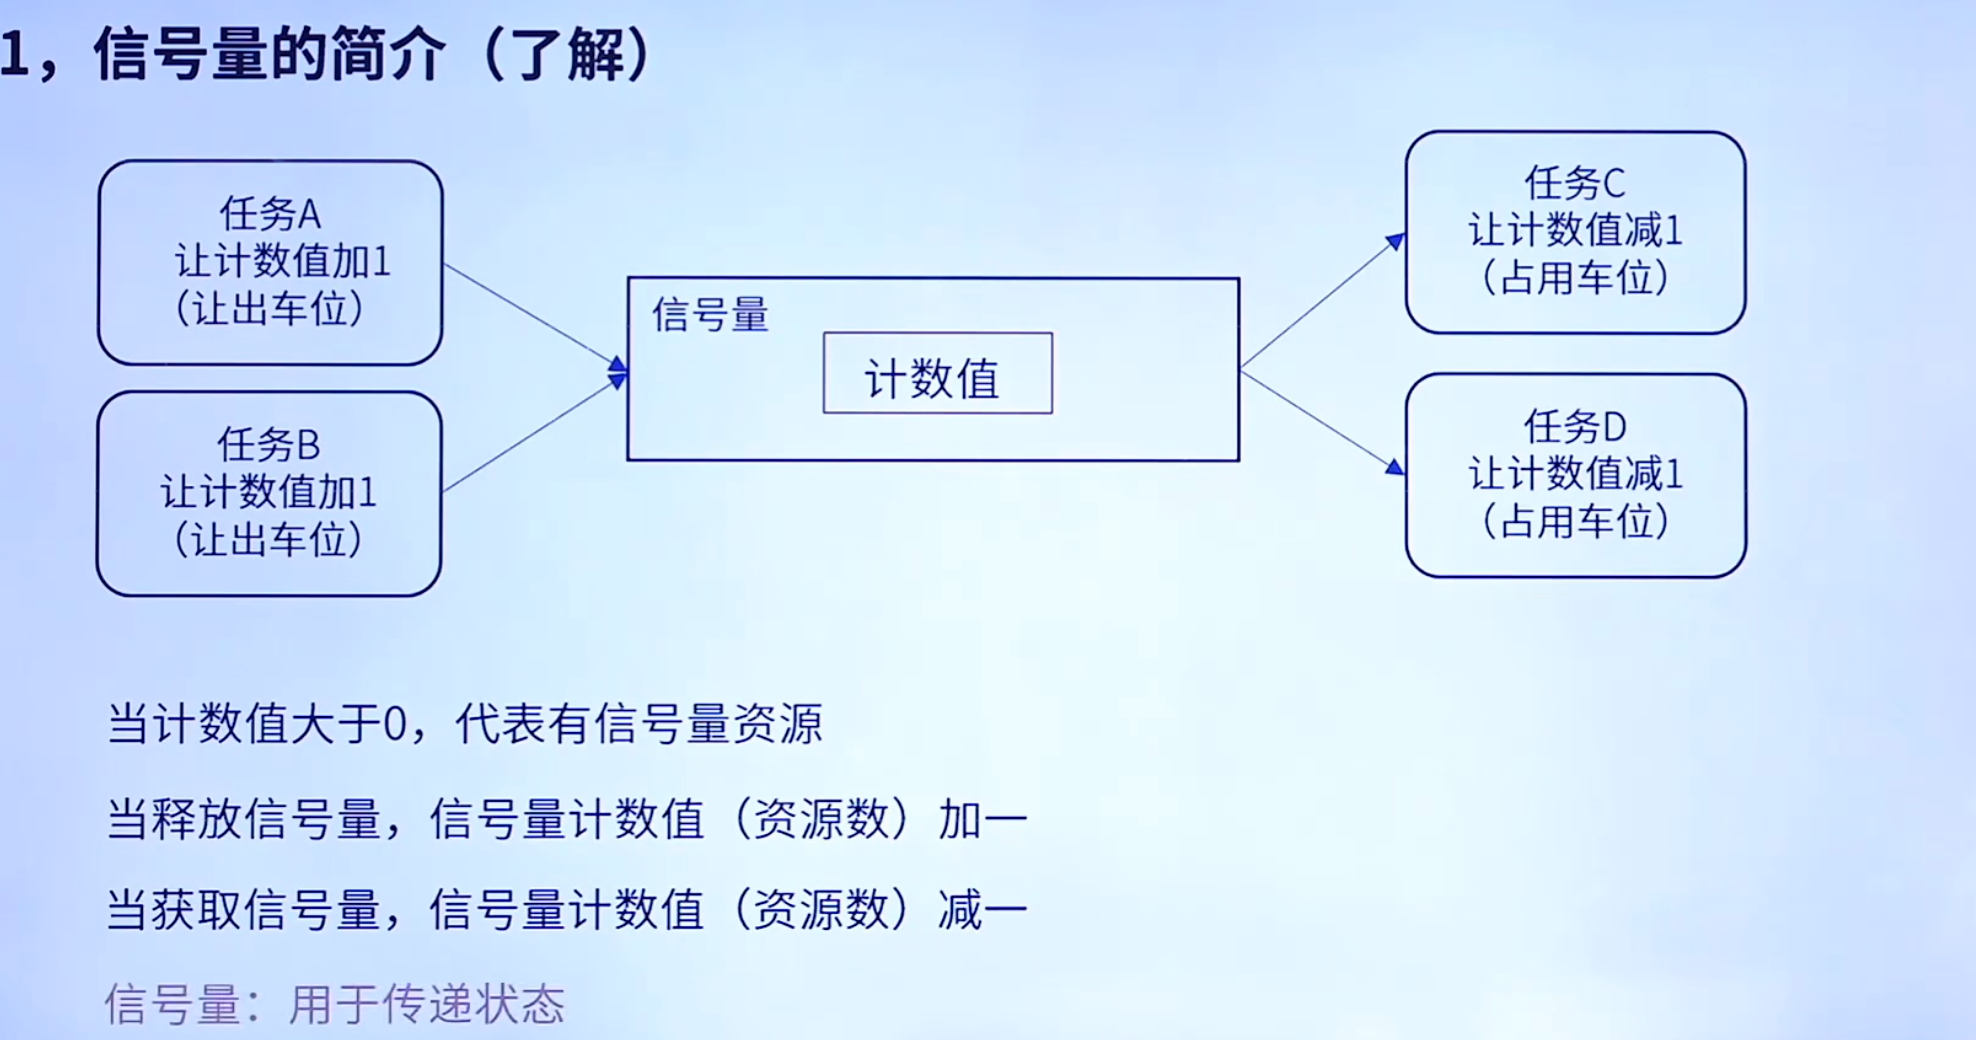 1，信号量的简介（了解）
任务A
让计数值加1
（让出车位）
任务B
让计数值加1
（让出车位）
信号量
计数值
任务C
让计数值减1
（占用车位）
任务D
让计数值减1
（占用车位）
当计数值大于0，代表有信号量资源
当释放信号量，信号量计数值（资源数）加一
当获取信号量，信号量计数值（资源数）减一
信号量：用于传递状态